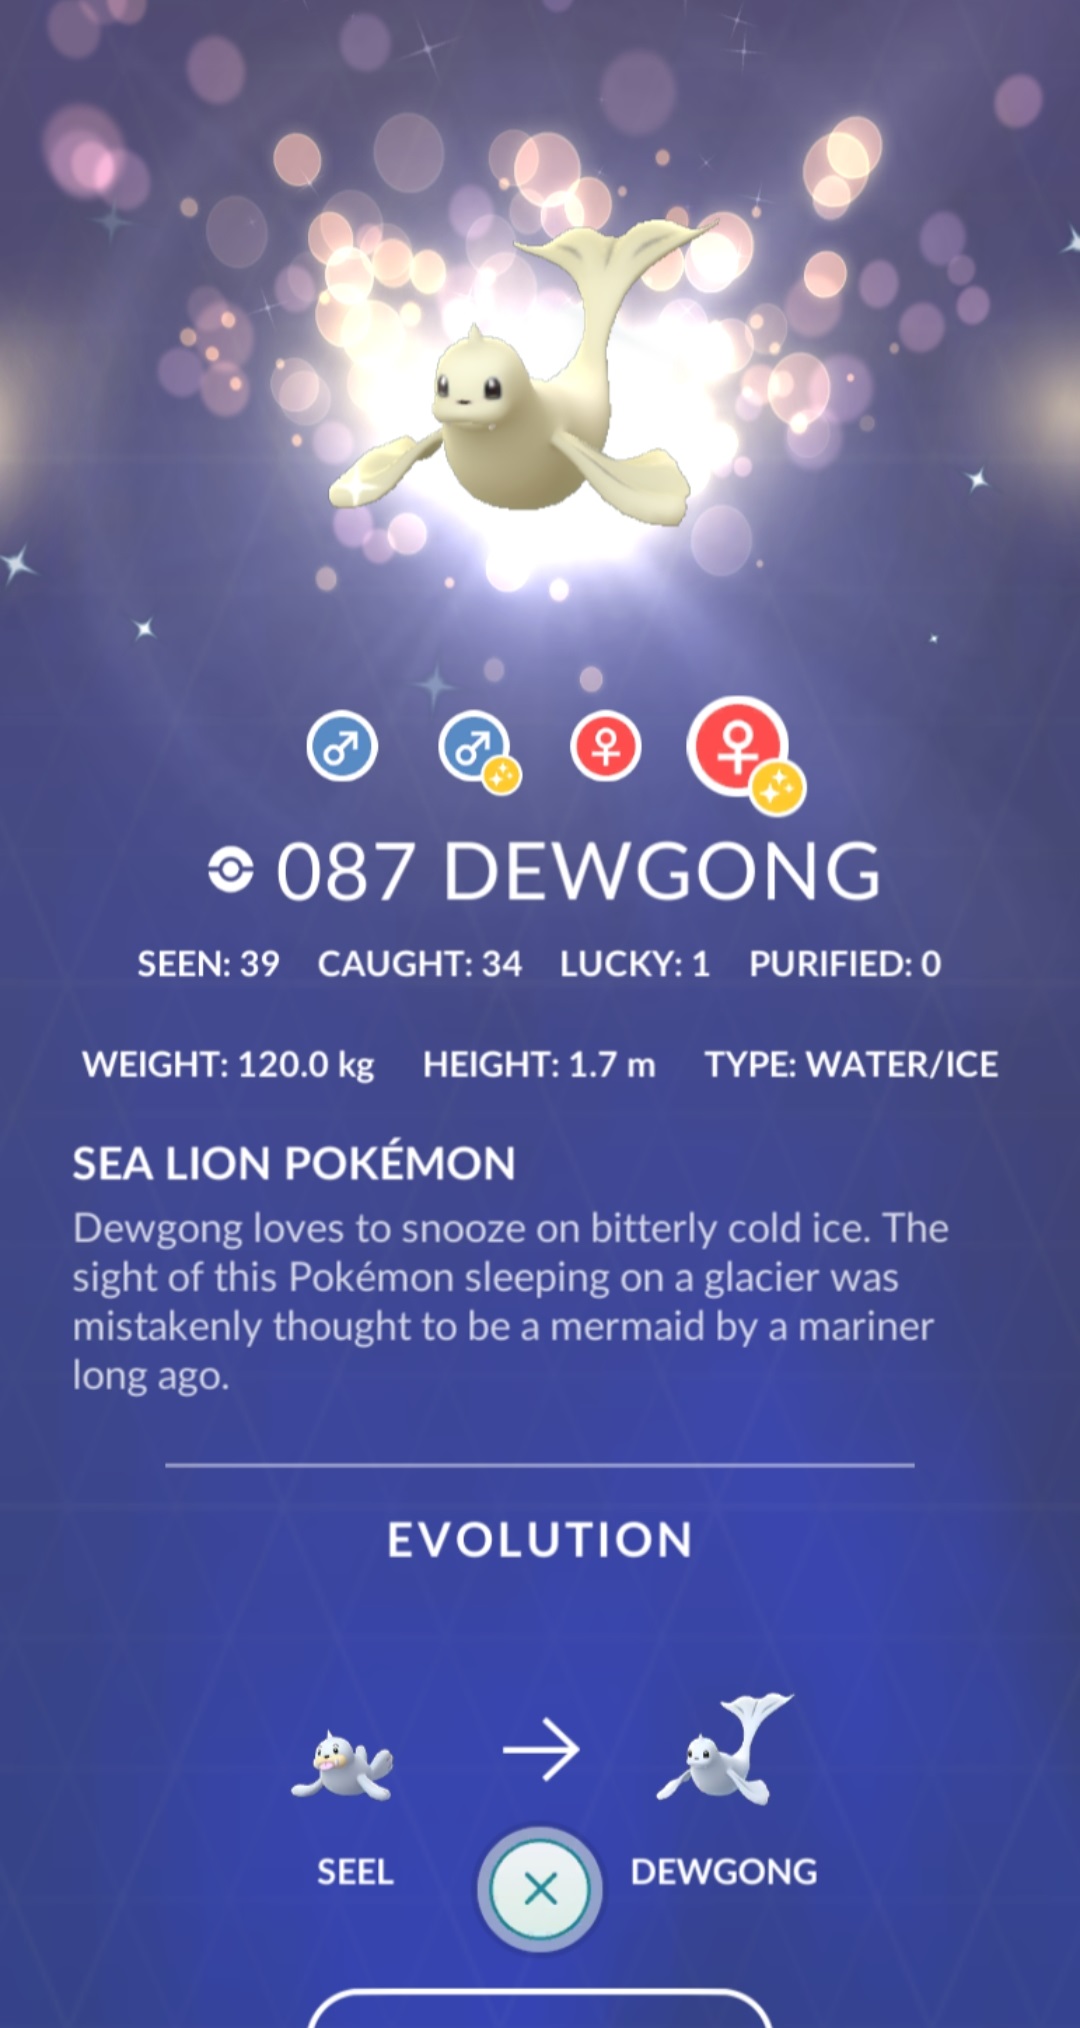 087 DEWGONG
SEEN: 39 CAUGHT: 34 LUCKY: 1 PURIFIED: 0
WEIGHT: 120.0 kg HEIGHT: 1.7 m TYPE: WATER/ICE
SEA LION POKÉMON
Dewgong loves to snooze on bitterly cold ice. The
sight of this Pokémon sleeping on a glacier was
mistakenly thought to be a mermaid by a mariner
long ago.
EVOLUTION
SEEL DEWGONG